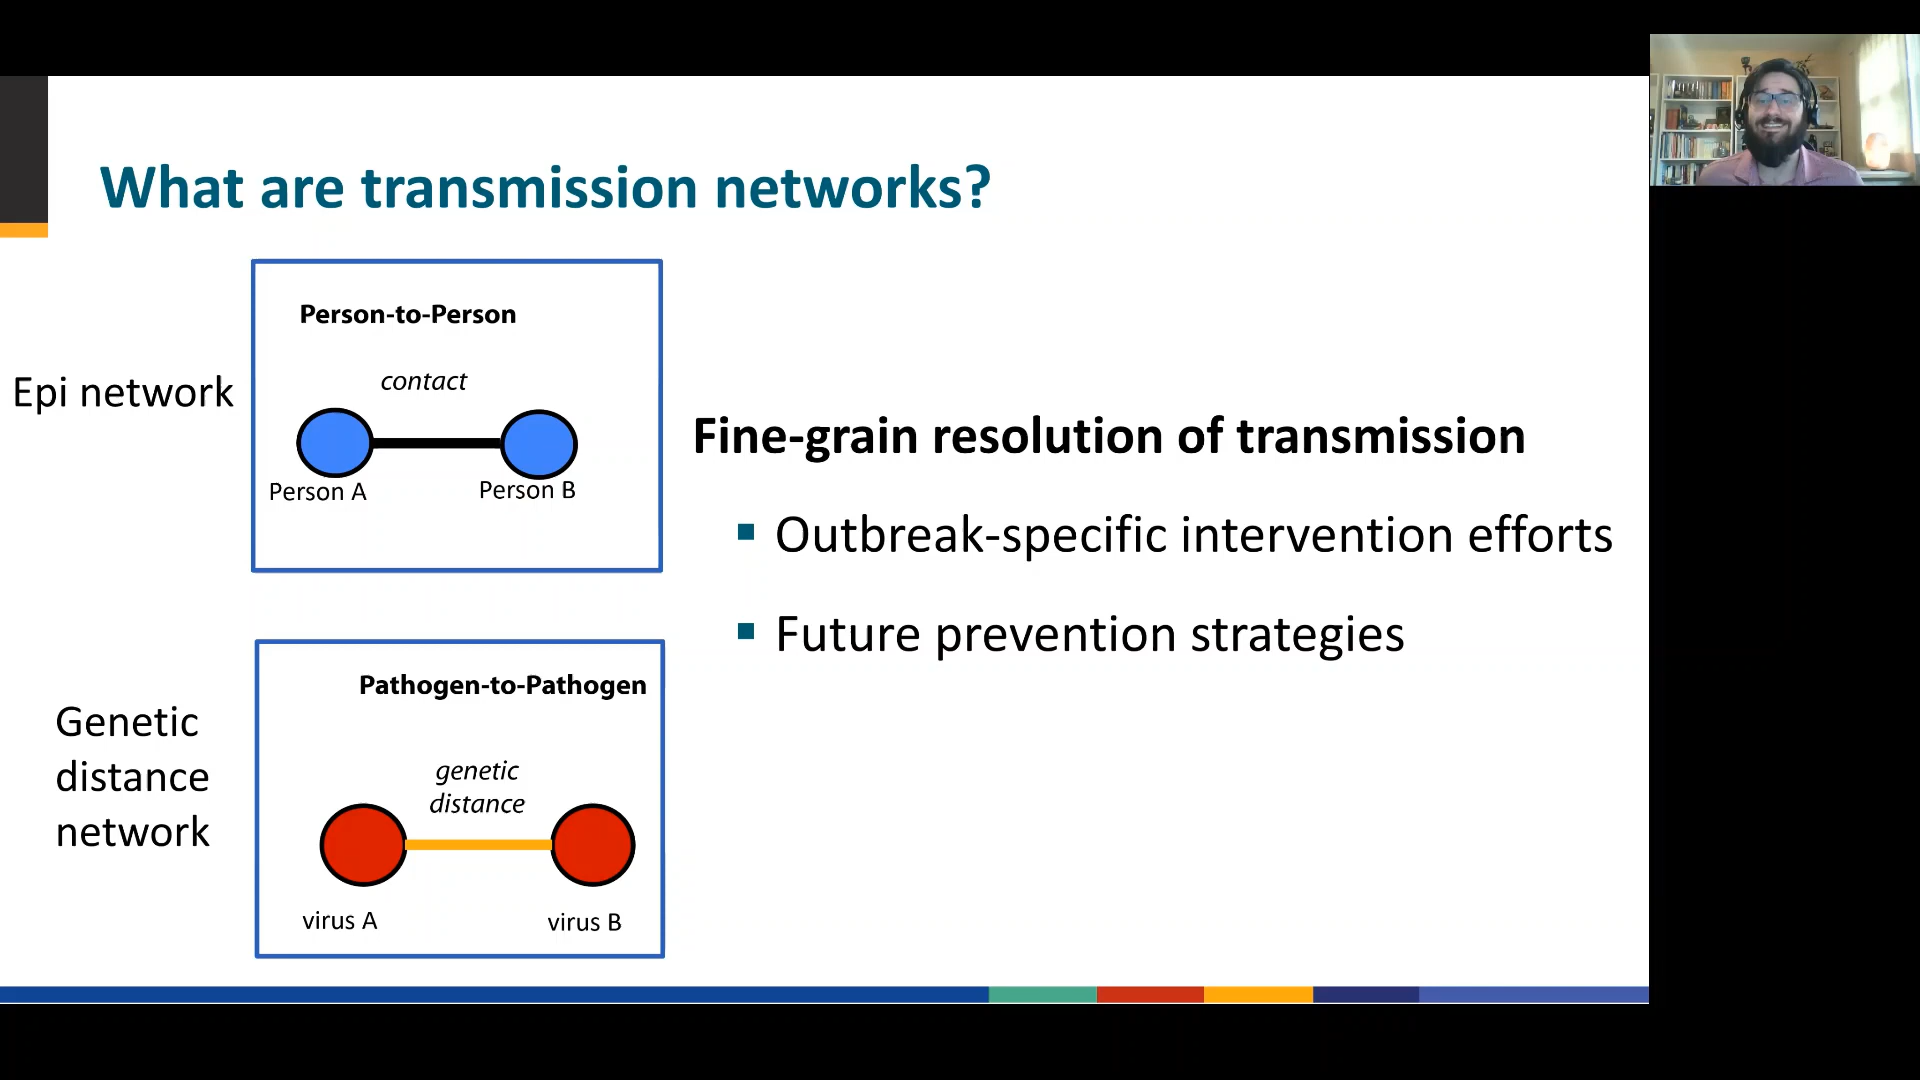 What are transmission networks?
Epi network
Person-to-Person
contact
Person A
Person B
Fine-grain resolution of transmission
Outbreak-specific intervention efforts
Future prevention strategies
Genetic
distance
network
Pathogen-to-Pathogen
genetic
distance
virus A
virus B